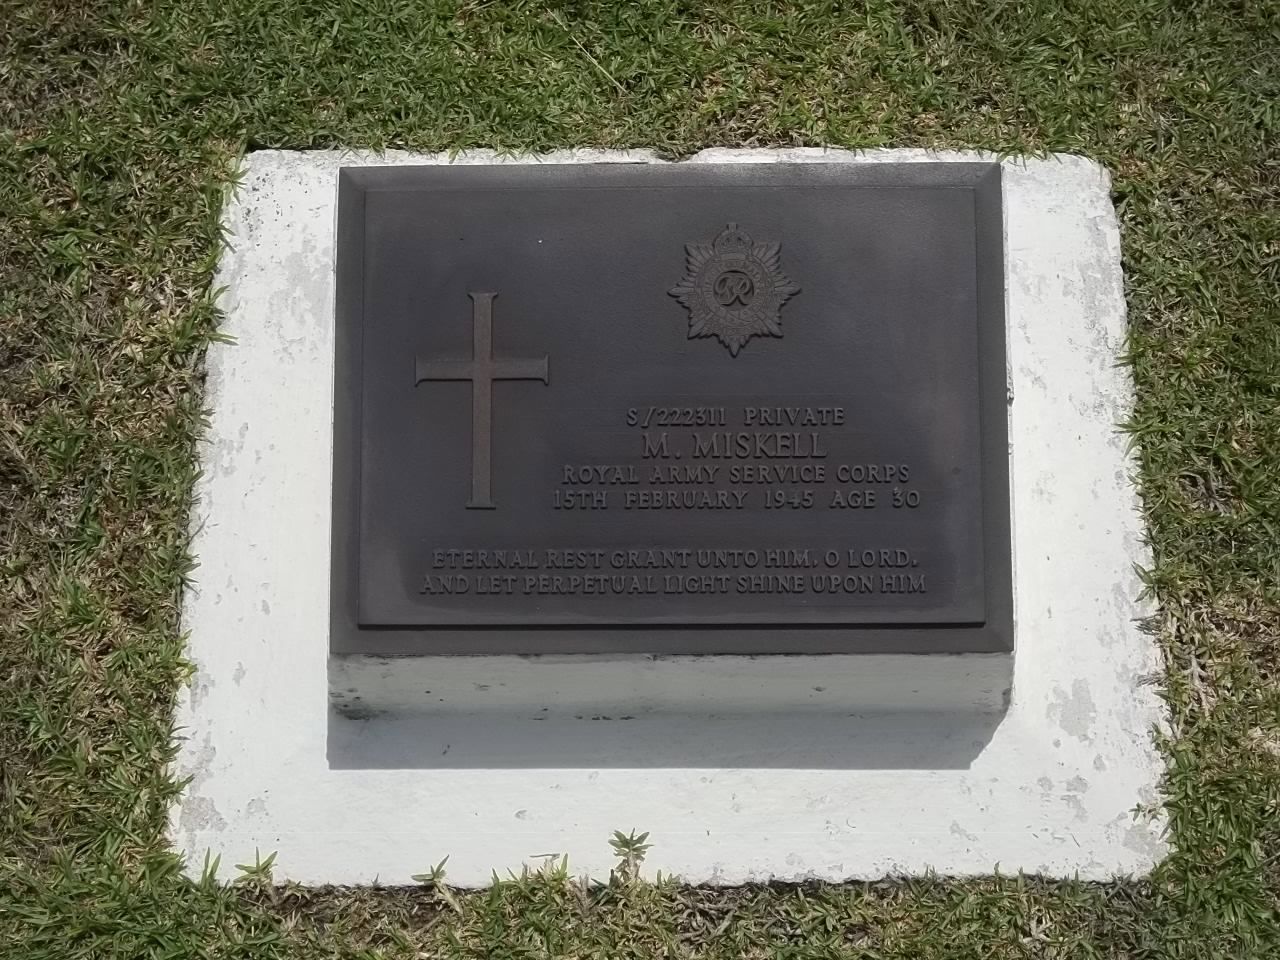 S/222311 PRIVATE
M. MISKELL
ROYAL ARMY SERVICE CORPS
15TH FEBRUARY 1945 AGE 30
ETERNAL REST GRANT UNTO HIM, O LORD,
AND LET PERPETUAL LIGHT SHINE UPON HIM